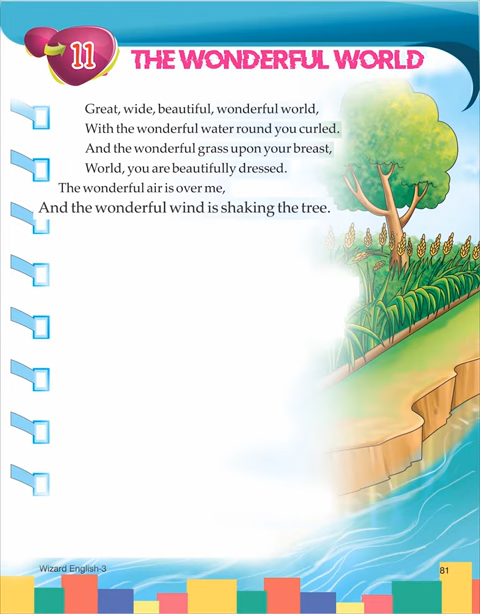 11
THE WONDERFUL WORLD
Great, wide, beautiful, wonderful world,
With the wonderful water round you curled.
And the wonderful grass upon your breast,
World, you are beautifully dressed.
The wonderful air is over me,
And the wonderful wind is shaking the tree.
Wizard English-3
81